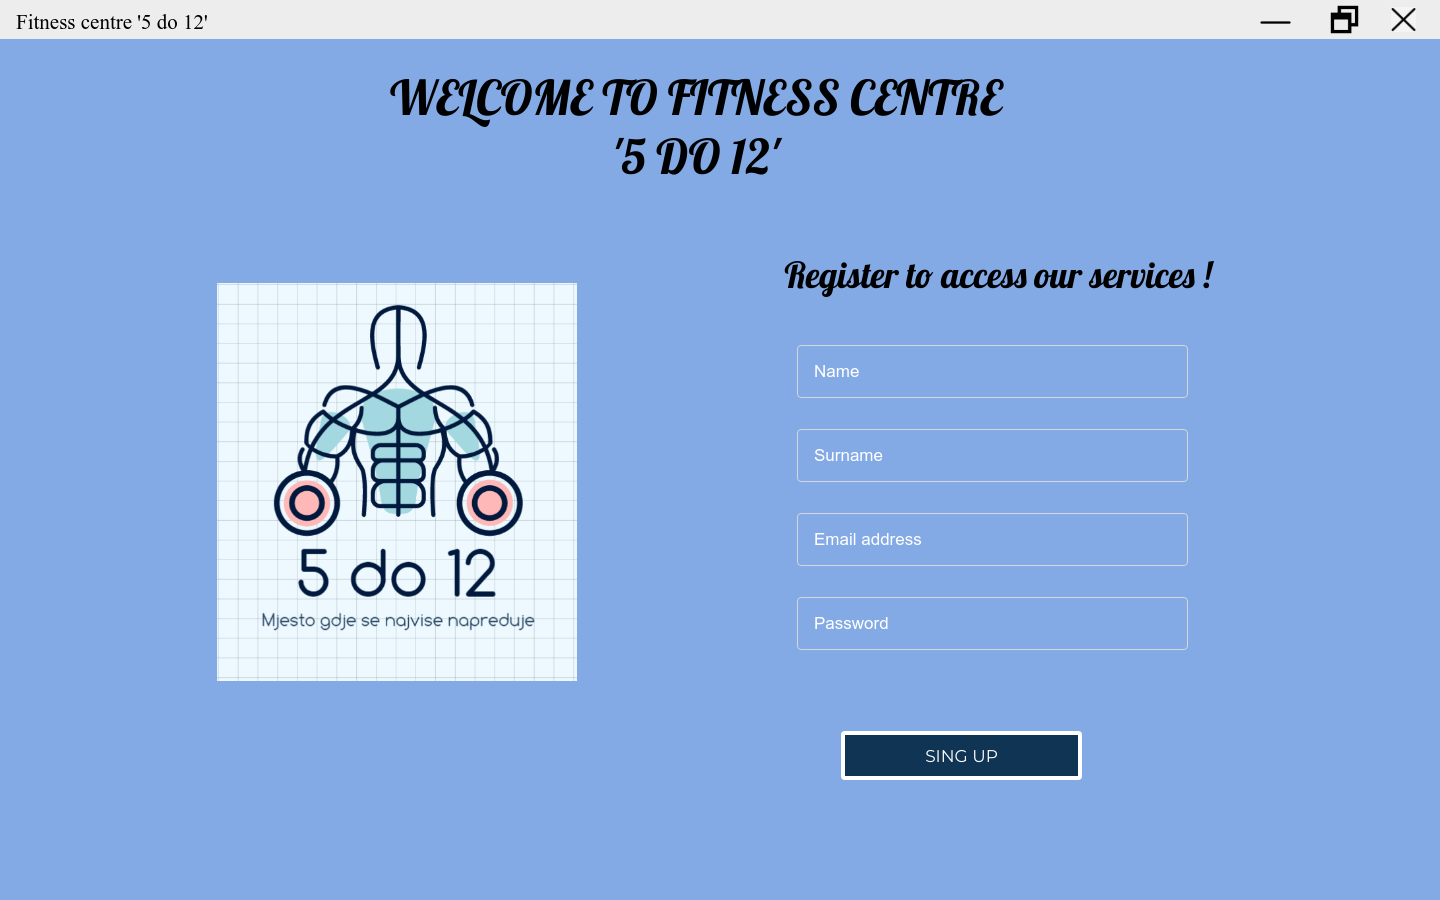 Fitness centre '5 do 12'
WELCOME TO FITNESS CENTRE
'5 DO 12'
Register to access our services !
Name
Surname
Email address
Password
SING UP
5 do 12
Mjesto gdje se najvise napreduje